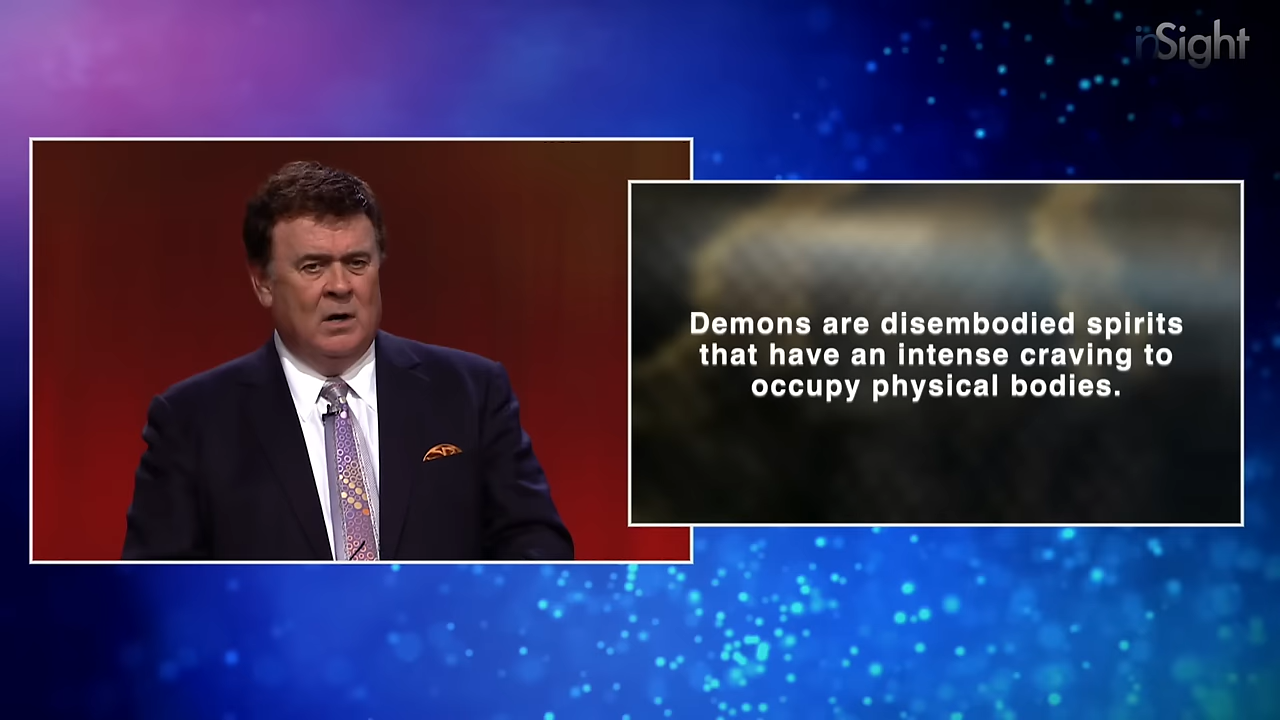 inSight
Demons are disembodied spirits
that have an intense craving to
occupy physical bodies.